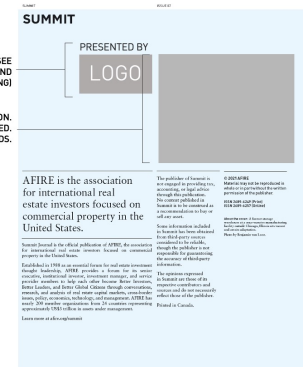 SUMMIT
ISSUE 07
SUMMIT
PRESENTED BY
LOGO
SEE
AND
NG)
ON.
ED.
OS.
AFIRE is the association
for international real
estate investors focused on
commercial property in the
United States.
Summit Journal is the official publication of AFIRE, the association
for international real estate investors focused on commercial
property in the United States.
Established in 1988 as an essential forum for real estate investment
thought leadership, AFIRE provides a forum for its senior
executive, institutional investor, investment manager, and service
provider members to help each other become Better Investors,
Better Leaders, and Better Global Citizens through conversations,
research, and analysis of real estate capital markets, cross-border
issues, policy, economics, technology, and management. AFIRE has
nearly 200 member organizations from 24 countries representing
approximately US$3 trillion in assets under management.
Learn more at afire.org/summit
The publisher of Summit is
not engaged in providing tax,
accounting, or legal advice
through this publication.
No content published in
Summit is to be construed as
a recommendation to buy or
sell any asset.
Some information included
in Summit has been obtained
from third-party sources
considered to be reliable,
though the publisher is not
responsible for guaranteeing
the accuracy of third-party
information.
The opinions expressed
in Summit are those of its
respective contributors and
sources and do not necessarily
reflect those of the publisher.
Printed in Canada.
© 2021 AFIRE
Material may not be reproduced in
whole or in part without the written
permission of the publisher.